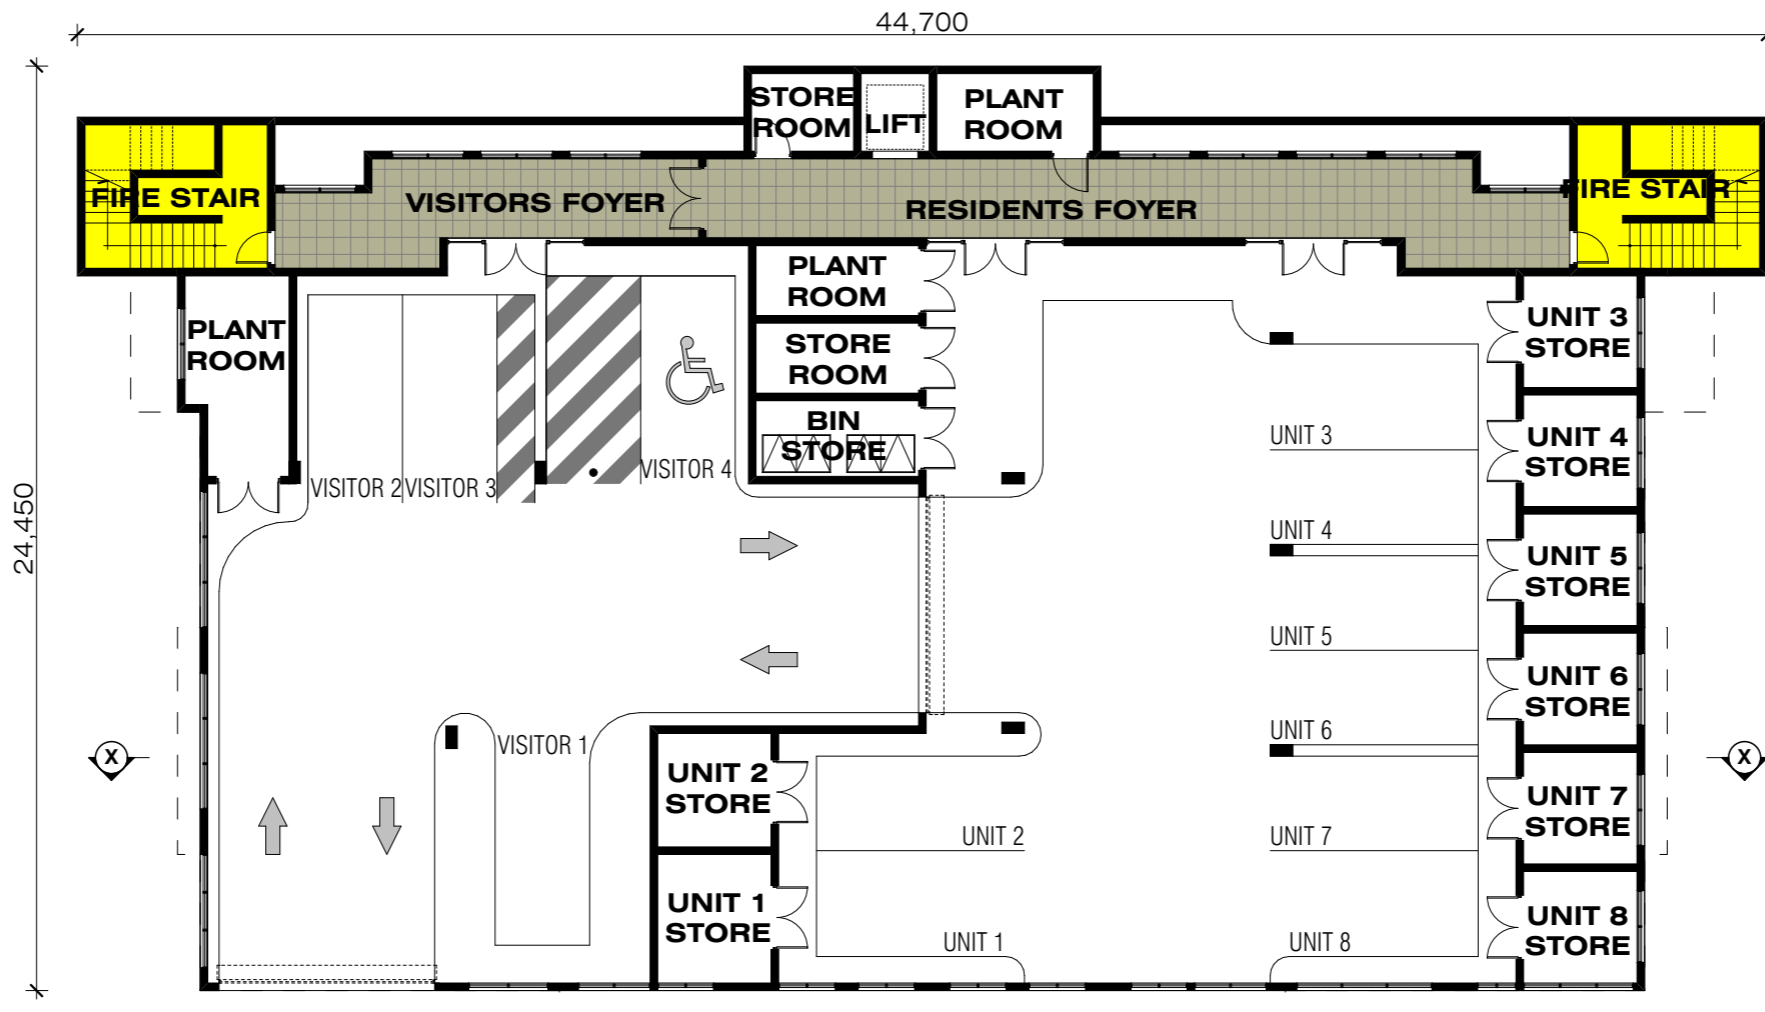 44,700
24,450
STORE
ROOM
LIFT
PLANT
ROOM
FIRE STAIR
VISITORS FOYER
RESIDENTS FOYER
FIRE STAIR
PLANT
ROOM
PLANT
ROOM
STORE
ROOM
BIN
STORE
VISITOR 2
VISITOR 3
VISITOR 4
UNIT 3
UNIT 4
UNIT 5
UNIT 6
UNIT 7
UNIT 8
UNIT 3
STORE
UNIT 4
STORE
UNIT 5
STORE
UNIT 6
STORE
UNIT 7
STORE
UNIT 8
STORE
X
VISITOR 1
UNIT 2
STORE
UNIT 1
STORE
UNIT 2
UNIT 1
X